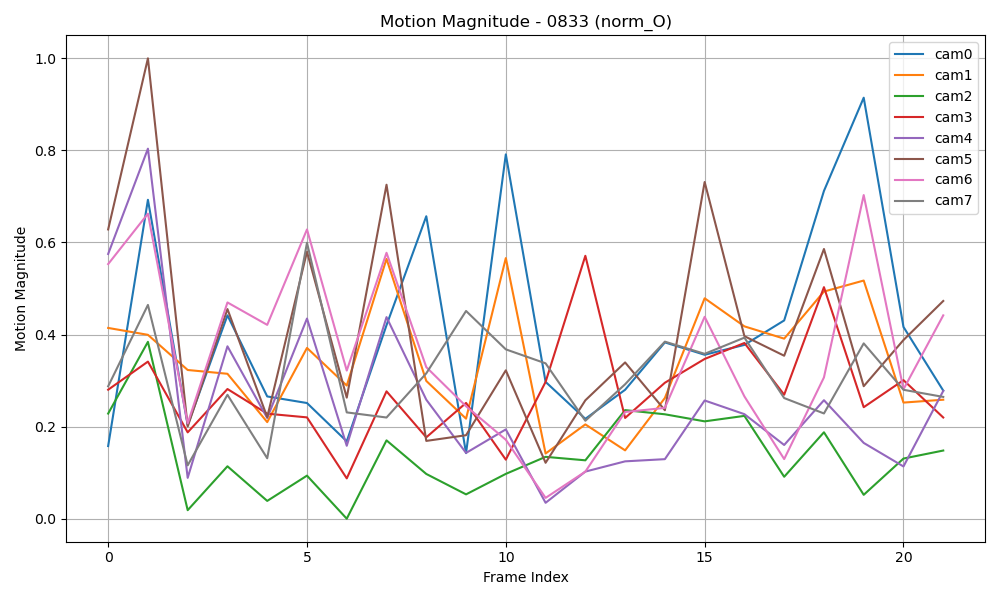 Motion Magnitude - 0833 (norm_O)
1.0
0.8
0.6
0.4
0.2
0.0
Motion Magnitude
0 5 10 15 20
Frame Index
cam0
cam1
cam2
cam3
cam4
cam5
cam6
cam7